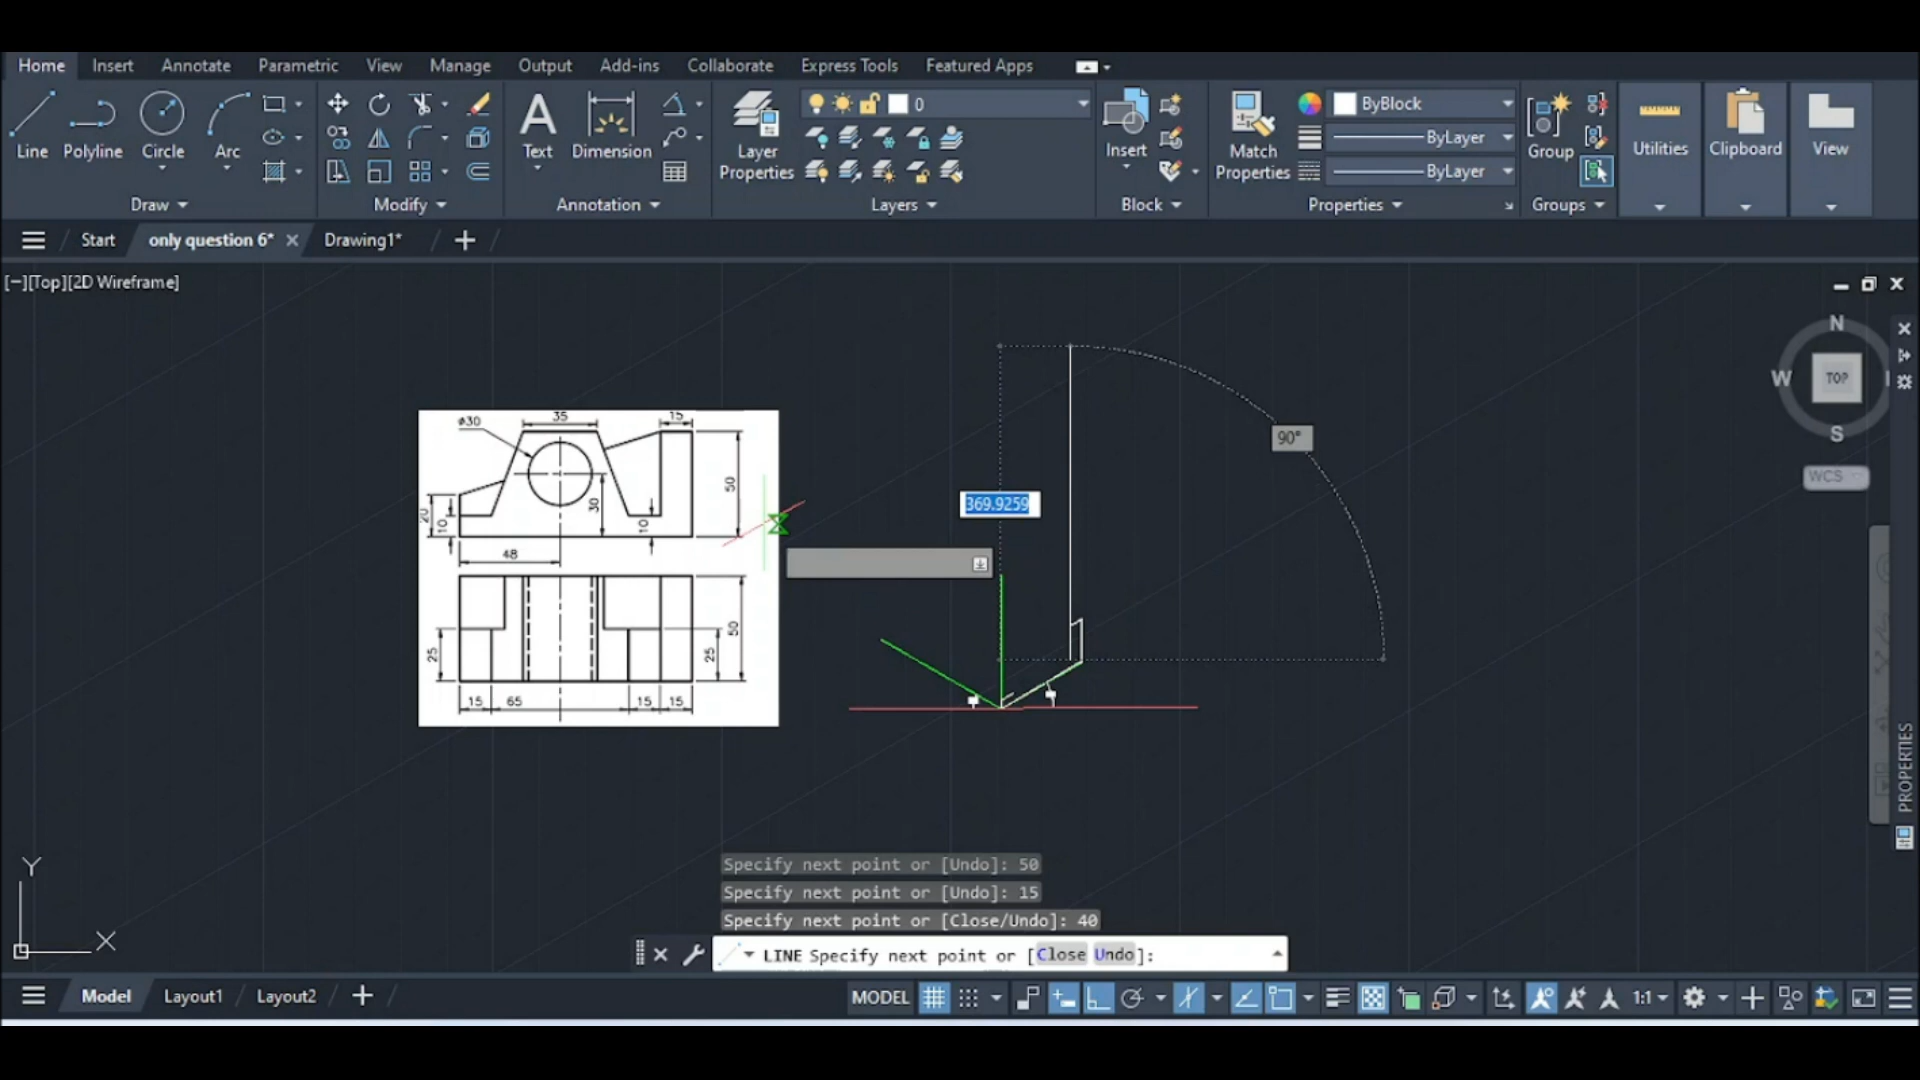 Home Insert Annotate Parametric View Manage Output Add-ins Collaborate Express Tools Featured Apps
0
ByBlock
ByLayer
ByLayer
Line Polyline Circle Arc
Text Dimension
Layer Properties
Insert
Match Properties
Group
Utilities Clipboard View
Draw Modify Annotation Layers Block Properties Groups
Start only question 6* Drawing1*
[−][Top][2D Wireframe]
N
W TOP
S
WCS
ϕ30 35 15
50
30
20 10 10
48
25 50 25
15 65 15 15
90°
369.9259
PROPERTIES
Y
X
Specify next point or [Undo]: 50
Specify next point or [Undo]: 15
Specify next point or [Close/Undo]: 40
LINE Specify next point or [Close Undo]:
Model Layout1 Layout2
MODEL 1:1